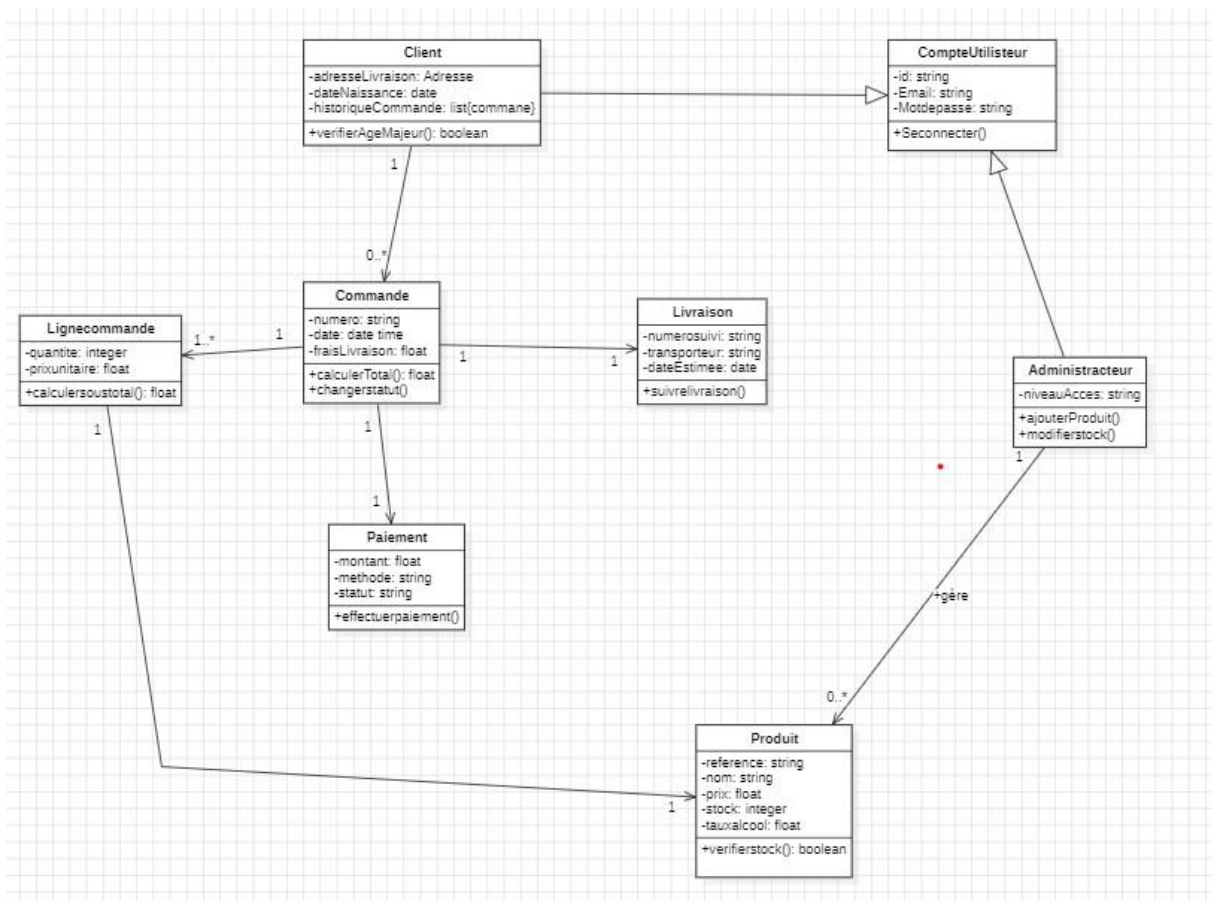 Client
-adresseLivraison: Adresse
-dateNaissance: date
-historiqueCommande: list{commane}
+verifierAgeMajeur(): boolean
CompteUtilisteur
-id: string
-Email: string
-Motdepasse: string
+Seconnecter()
1
0..*
Commande
-numero: string
-date: date time
-fraisLivraison: float
+calculerTotal(): float
+changerstatut()
Lignecommande
-quantite: integer
-prixunitaire: float
+calculersoustotal(): float
1..*
1
1
1
Livraison
-numerosuivi: string
-transporteur: string
-dateEstimee: date
+suivrelivraison()
Administracteur
-niveauAcces: string
+ajouterProduit()
+modifierstock()
1
1
1
1
Paiement
-montant: float
-methode: string
-statut: string
+effectuerpaiement()
+gère
0..*
1
Produit
-reference: string
-nom: string
-prix: float
-stock: integer
-tauxalcool: float
+verifierstock(): boolean